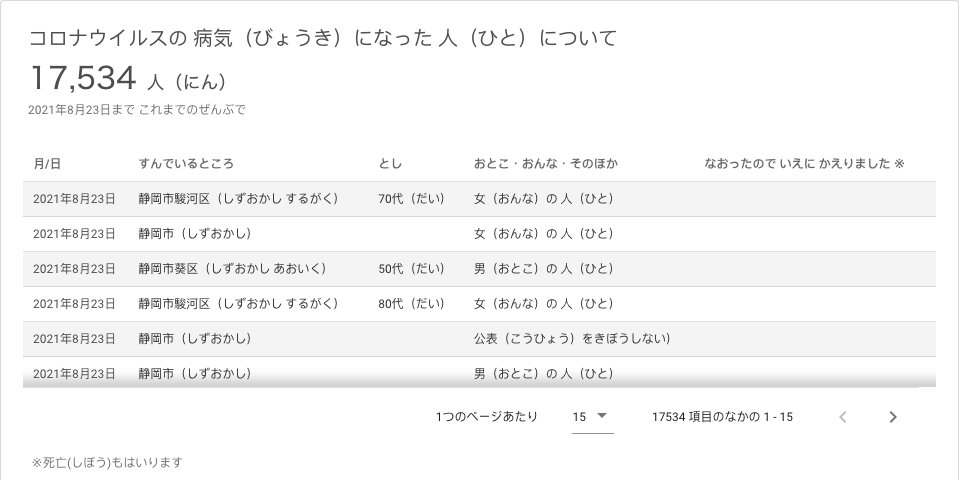 コロナウイルスの 病気（びょうき）になった 人（ひと）について
17,534 人（にん）
2021年8月23日まで これまでのぜんぶで
月/日 すんでいるところ とし おとこ・おんな・そのほか なおったので いえに かえりました ※
2021年8月23日 静岡市駿河区（しずおかし するがく） 70代（だい） 女（おんな）の 人（ひと）
2021年8月23日 静岡市（しずおかし） 女（おんな）の 人（ひと）
2021年8月23日 静岡市葵区（しずおかし あおいく） 50代（だい） 男（おとこ）の 人（ひと）
2021年8月23日 静岡市駿河区（しずおかし するがく） 80代（だい） 女（おんな）の 人（ひと）
2021年8月23日 静岡市（しずおかし） 公表（こうひょう）をきぼうしない）
2021年8月23日 静岡市（しずおかし） 男（おとこ）の 人（ひと）
1つのページあたり 15 17534 項目のなかの 1 - 15
※死亡(しぼう)もはいります